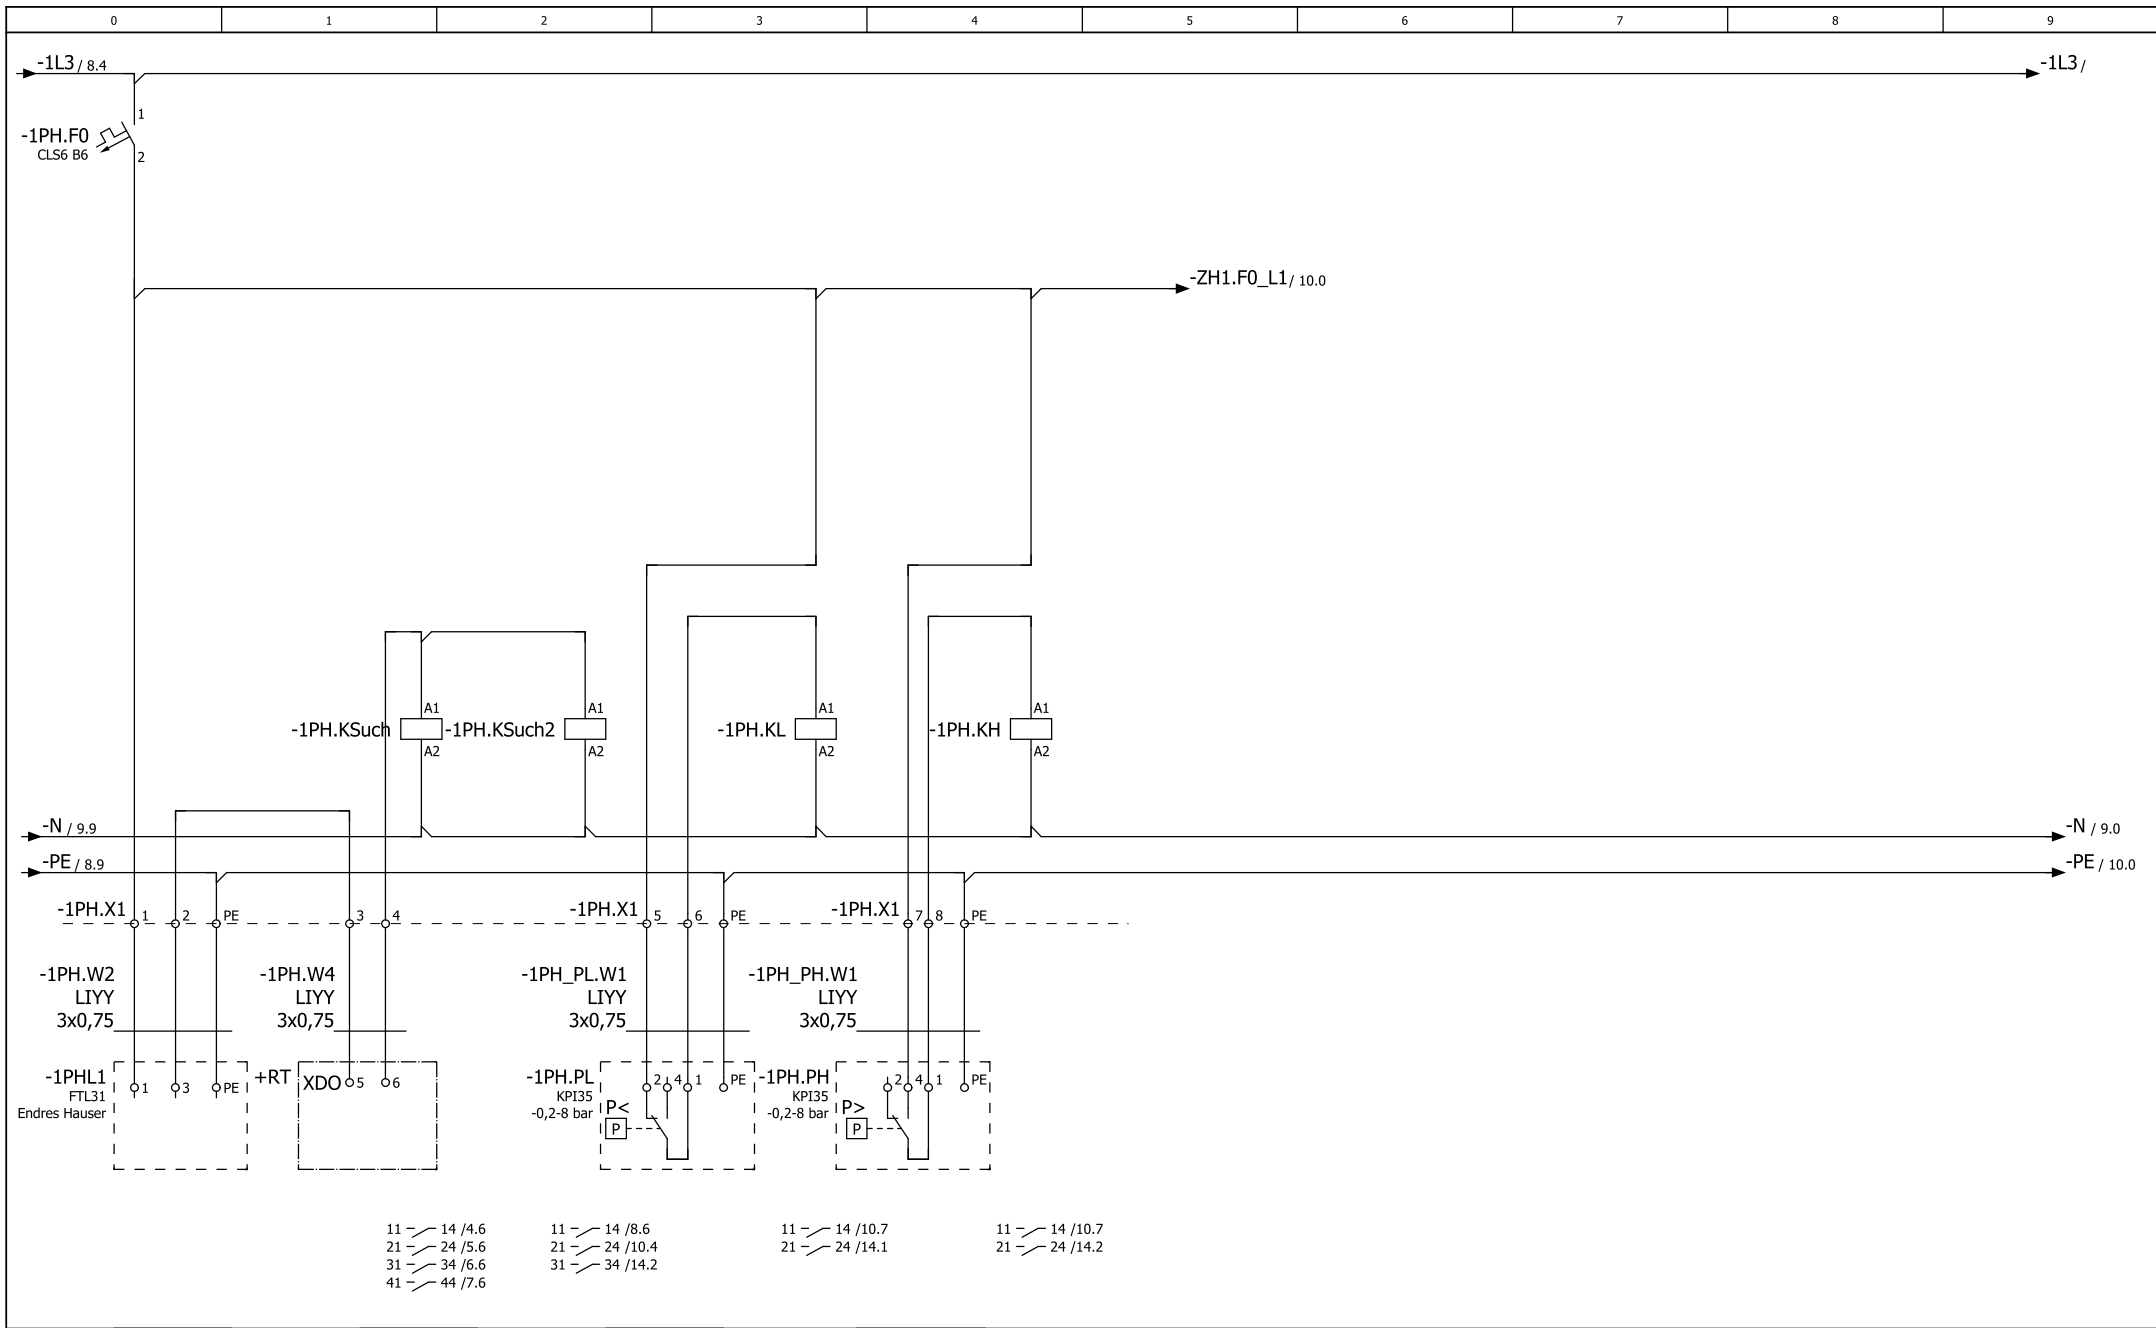 0 1 2 3 4 5 6 7 8 9
-1L3 / 8.4
-1L3 /
1
-1PH.F0
CLS6 B6
2
-ZH1.F0_L1 / 10.0
A1 A1 A1 A1
-1PH.KSuch -1PH.KSuch2 -1PH.KL -1PH.KH
A2 A2 A2 A2
-N / 9.9
-N / 9.0
-PE / 8.9
-PE / 10.0
-1PH.X1 1 2 PE 3 4 -1PH.X1 5 6 PE -1PH.X1 7 8 PE
-1PH.W2 -1PH.W4 -1PH_PL.W1 -1PH_PH.W1
LIYY LIYY LIYY LIYY
3x0,75 3x0,75 3x0,75 3x0,75
-1PHL1 1 3 PE +RT XDO 5 6 -1PH.PL 2 4 1 PE -1PH.PH 2 4 1 PE
FTL31 KPI35 KPI35
Endres Hauser -0,2-8 bar P< -0,2-8 bar P>
P P
11 14 /4.6 11 14 /8.6 11 14 /10.7 11 14 /10.7
21 24 /5.6 21 24 /10.4 21 24 /14.1 21 24 /14.2
31 34 /6.6 31 34 /14.2
41 44 /7.6